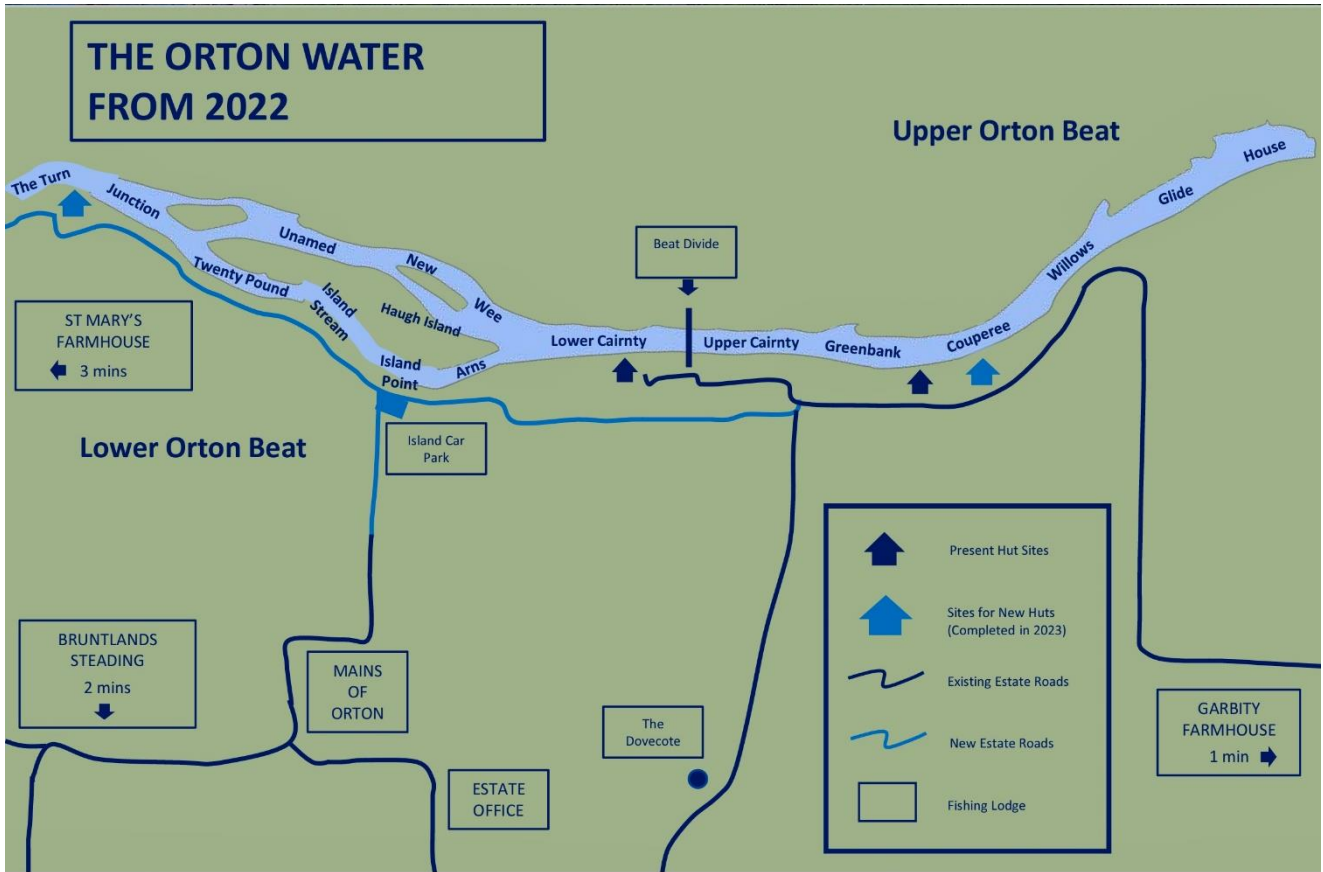 THE ORTON WATER
FROM 2022
Upper Orton Beat
House
Glide
Willows
Couperee
Greenbank
Upper Cairnty
Beat Divide
Lower Cairnty
Wee
New
Unamed
Haugh Island
Arns
Island
Point
Island
Stream
Twenty Pound
Junction
The Turn
ST MARY'S
FARMHOUSE
3 mins
Lower Orton Beat
Island Car
Park
BRUNTLANDS
STEADING
2 mins
MAINS
OF
ORTON
ESTATE
OFFICE
The
Dovecote
Present Hut Sites
Sites for New Huts
(Completed in 2023)
Existing Estate Roads
New Estate Roads
Fishing Lodge
GARBITY
FARMHOUSE
1 min